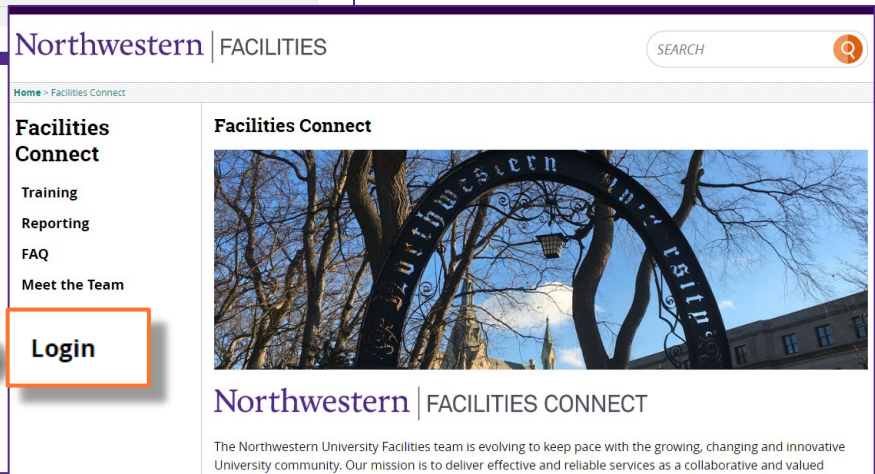 Northwestern | FACILITIES
SEARCH
Home > Facilities Connect
Facilities
Connect
Training
Reporting
FAQ
Meet the Team
Login
Facilities Connect
Northwestern University
Northwestern | FACILITIES CONNECT
The Northwestern University Facilities team is evolving to keep pace with the growing, changing and innovative
University community. Our mission is to deliver effective and reliable services as a collaborative and valued